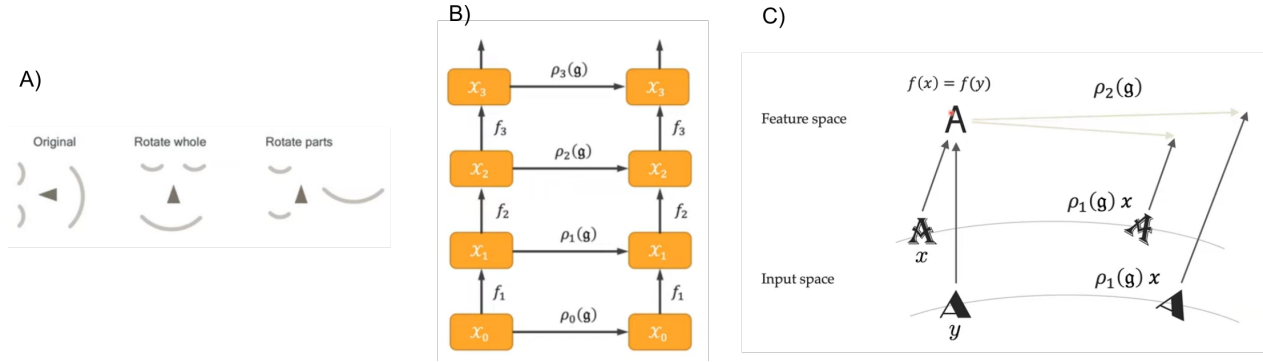 A)
Original
Rotate whole
Rotate parts
B)
𝒳₃
ρ₃(𝔤)
𝒳₃
f₃
f₃
𝒳₂
ρ₂(𝔤)
𝒳₂
f₂
f₂
𝒳₁
ρ₁(𝔤)
𝒳₁
f₁
f₁
𝒳₀
ρ₀(𝔤)
𝒳₀
C)
f(x) = f(y)
ρ₂(𝔤)
Feature space
A
ρ₁(𝔤) x
A
A
x
Input space
ρ₁(𝔤) x
A
A
y